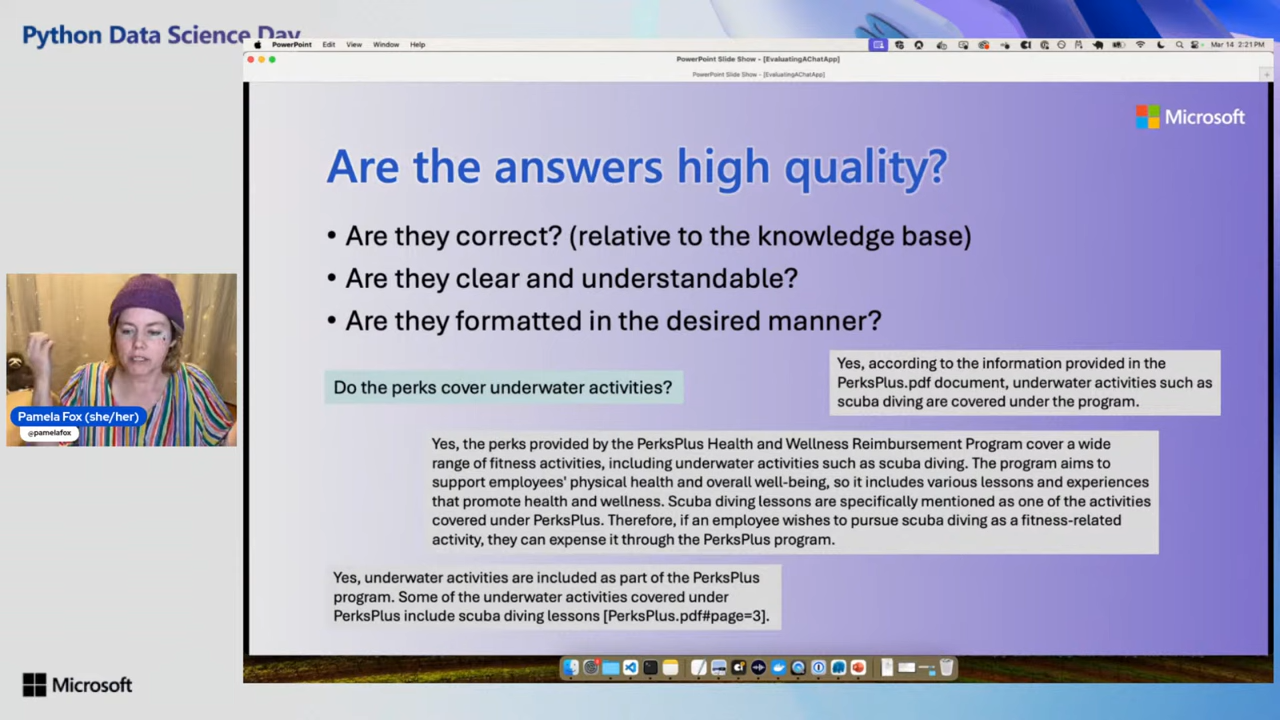 Python Data Science Day
PowerPoint Edit View Window Help
Mar 14 2:21 PM
PowerPoint Slide Show - [EvaluatingAChatApp]
PowerPoint Slide Show - [EvaluatingAChatApp]
Microsoft
Are the answers high quality?
• Are they correct? (relative to the knowledge base)
• Are they clear and understandable?
• Are they formatted in the desired manner?
Do the perks cover underwater activities?
Yes, according to the information provided in the
PerksPlus.pdf document, underwater activities such as
scuba diving are covered under the program.
Yes, the perks provided by the PerksPlus Health and Wellness Reimbursement Program cover a wide
range of fitness activities, including underwater activities such as scuba diving. The program aims to
support employees' physical health and overall well-being, so it includes various lessons and experiences
that promote health and wellness. Scuba diving lessons are specifically mentioned as one of the activities
covered under PerksPlus. Therefore, if an employee wishes to pursue scuba diving as a fitness-related
activity, they can expense it through the PerksPlus program.
Yes, underwater activities are included as part of the PerksPlus
program. Some of the underwater activities covered under
PerksPlus include scuba diving lessons [PerksPlus.pdf#page=3].
Pamela Fox (she/her)
@pamelafox
Microsoft